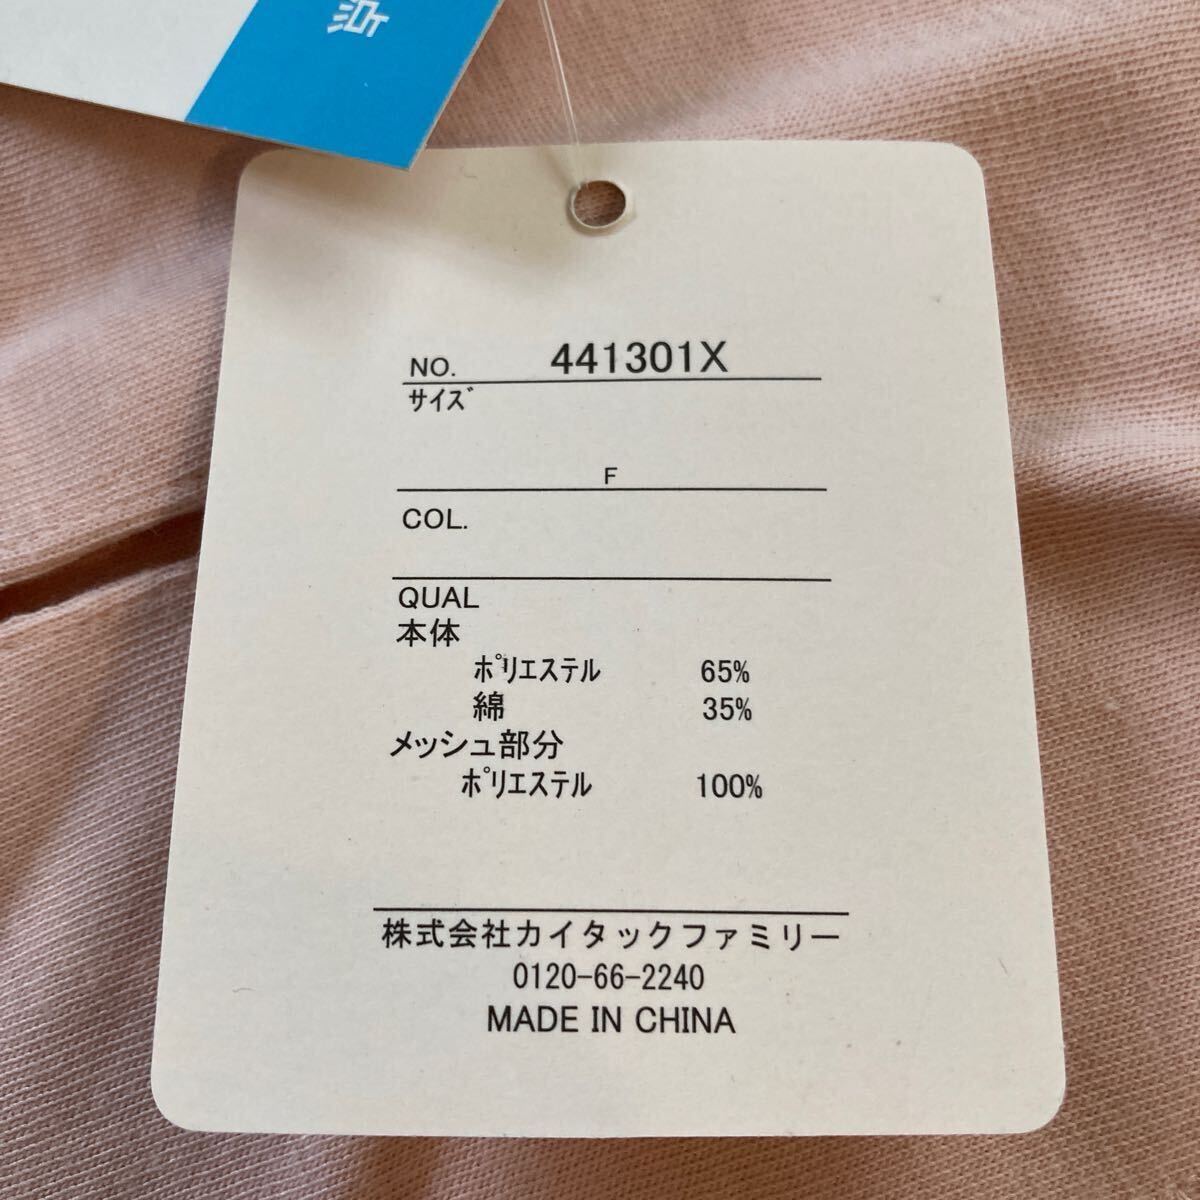 NO. 441301X
サイズ
F
COL.
QUAL
本体
ポリエステル 65%
綿 35%
メッシュ部分
ポリエステル 100%
株式会社カイタックファミリー
0120-66-2240
MADE IN CHINA